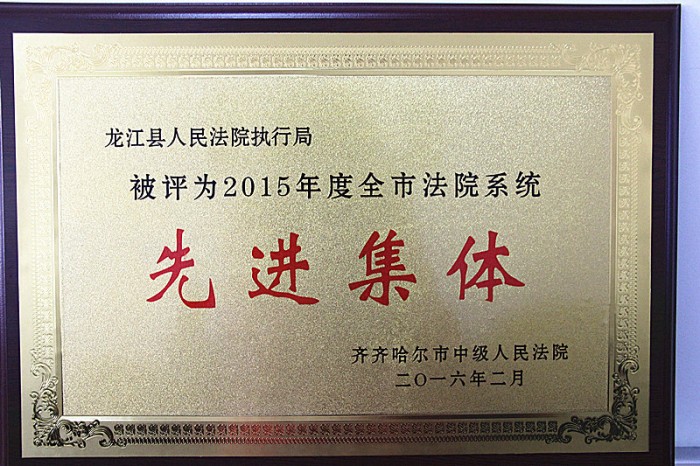 龙江县人民法院执行局
被评为2015年度全市法院系统
先进集体
齐齐哈尔市中级人民法院
二〇一六年二月